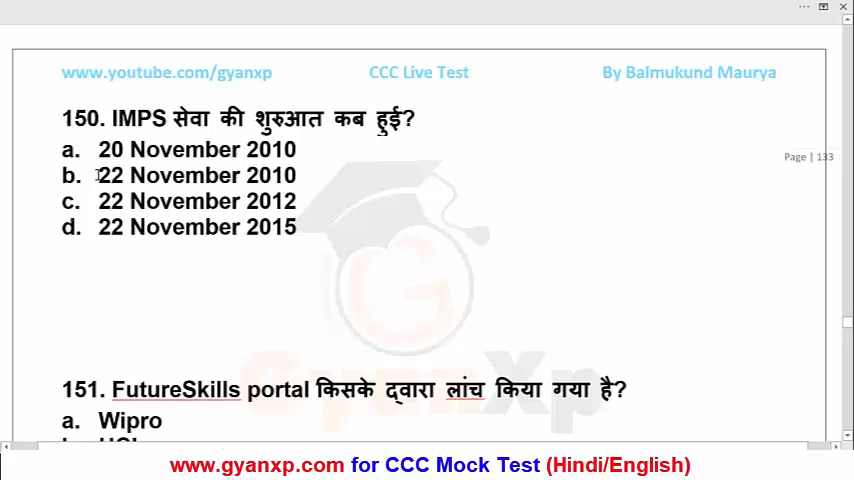 www.youtube.com/gyanxp CCC Live Test By Balmukund Maurya
150. IMPS सेवा की शुरुआत कब हुई?
a. 20 November 2010
Page | 133
b. 22 November 2010
c. 22 November 2012
d. 22 November 2015
GyanXp
151. FutureSkills portal किसके द्वारा लांच किया गया है?
a. Wipro
www.gyanxp.com for CCC Mock Test (Hindi/English)